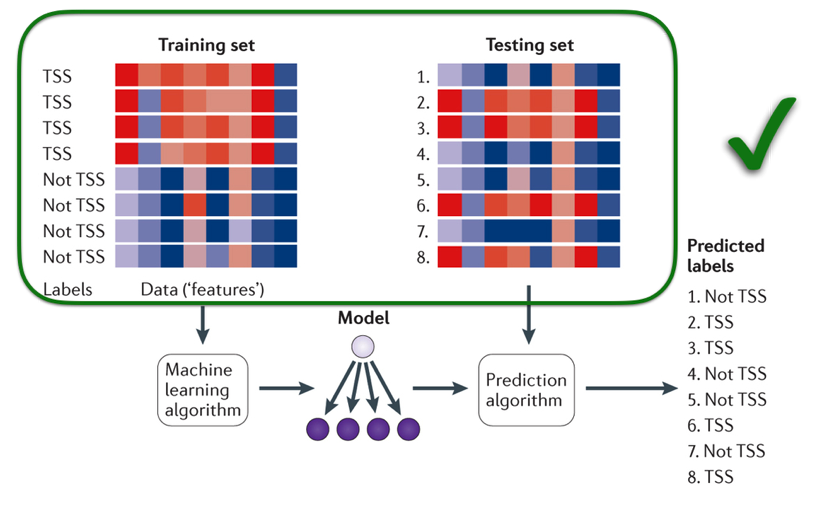 Training set
TSS
TSS
TSS
TSS
Not TSS
Not TSS
Not TSS
Not TSS
Labels
Data (‘features’)
Testing set
1.
2.
3.
4.
5.
6.
7.
8.
Machine
learning
algorithm
Model
Prediction
algorithm
Predicted
labels
1. Not TSS
2. TSS
3. TSS
4. Not TSS
5. Not TSS
6. TSS
7. Not TSS
8. TSS